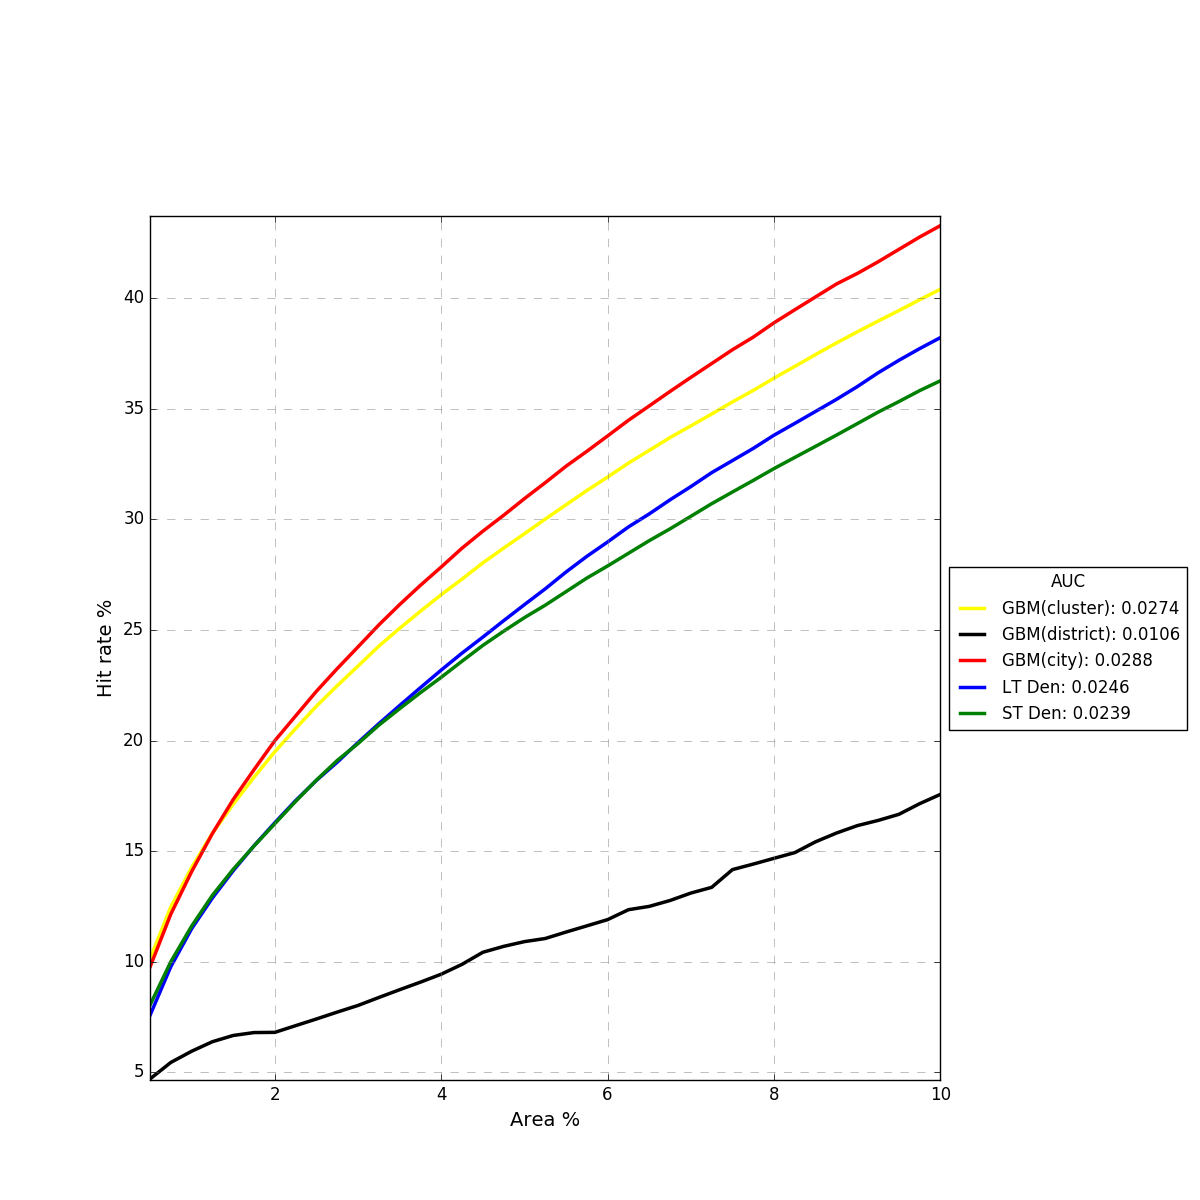 40
35
30
25
20
15
10
5
2 4 6 8 10
Area %
Hit rate %
AUC
GBM(cluster): 0.0274
GBM(district): 0.0106
GBM(city): 0.0288
LT Den: 0.0246
ST Den: 0.0239